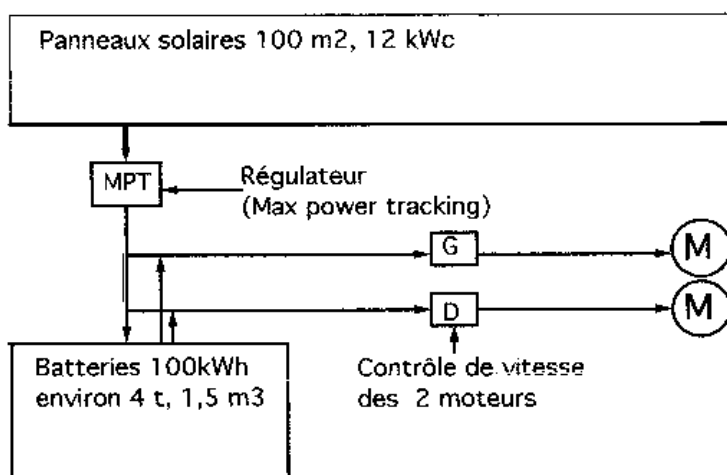 Panneaux solaires 100 m2, 12 kWc
MPT
Régulateur
(Max power tracking)
G
M
D
M
Batteries 100kWh
environ 4 t, 1,5 m3
Contrôle de vitesse
des 2 moteurs